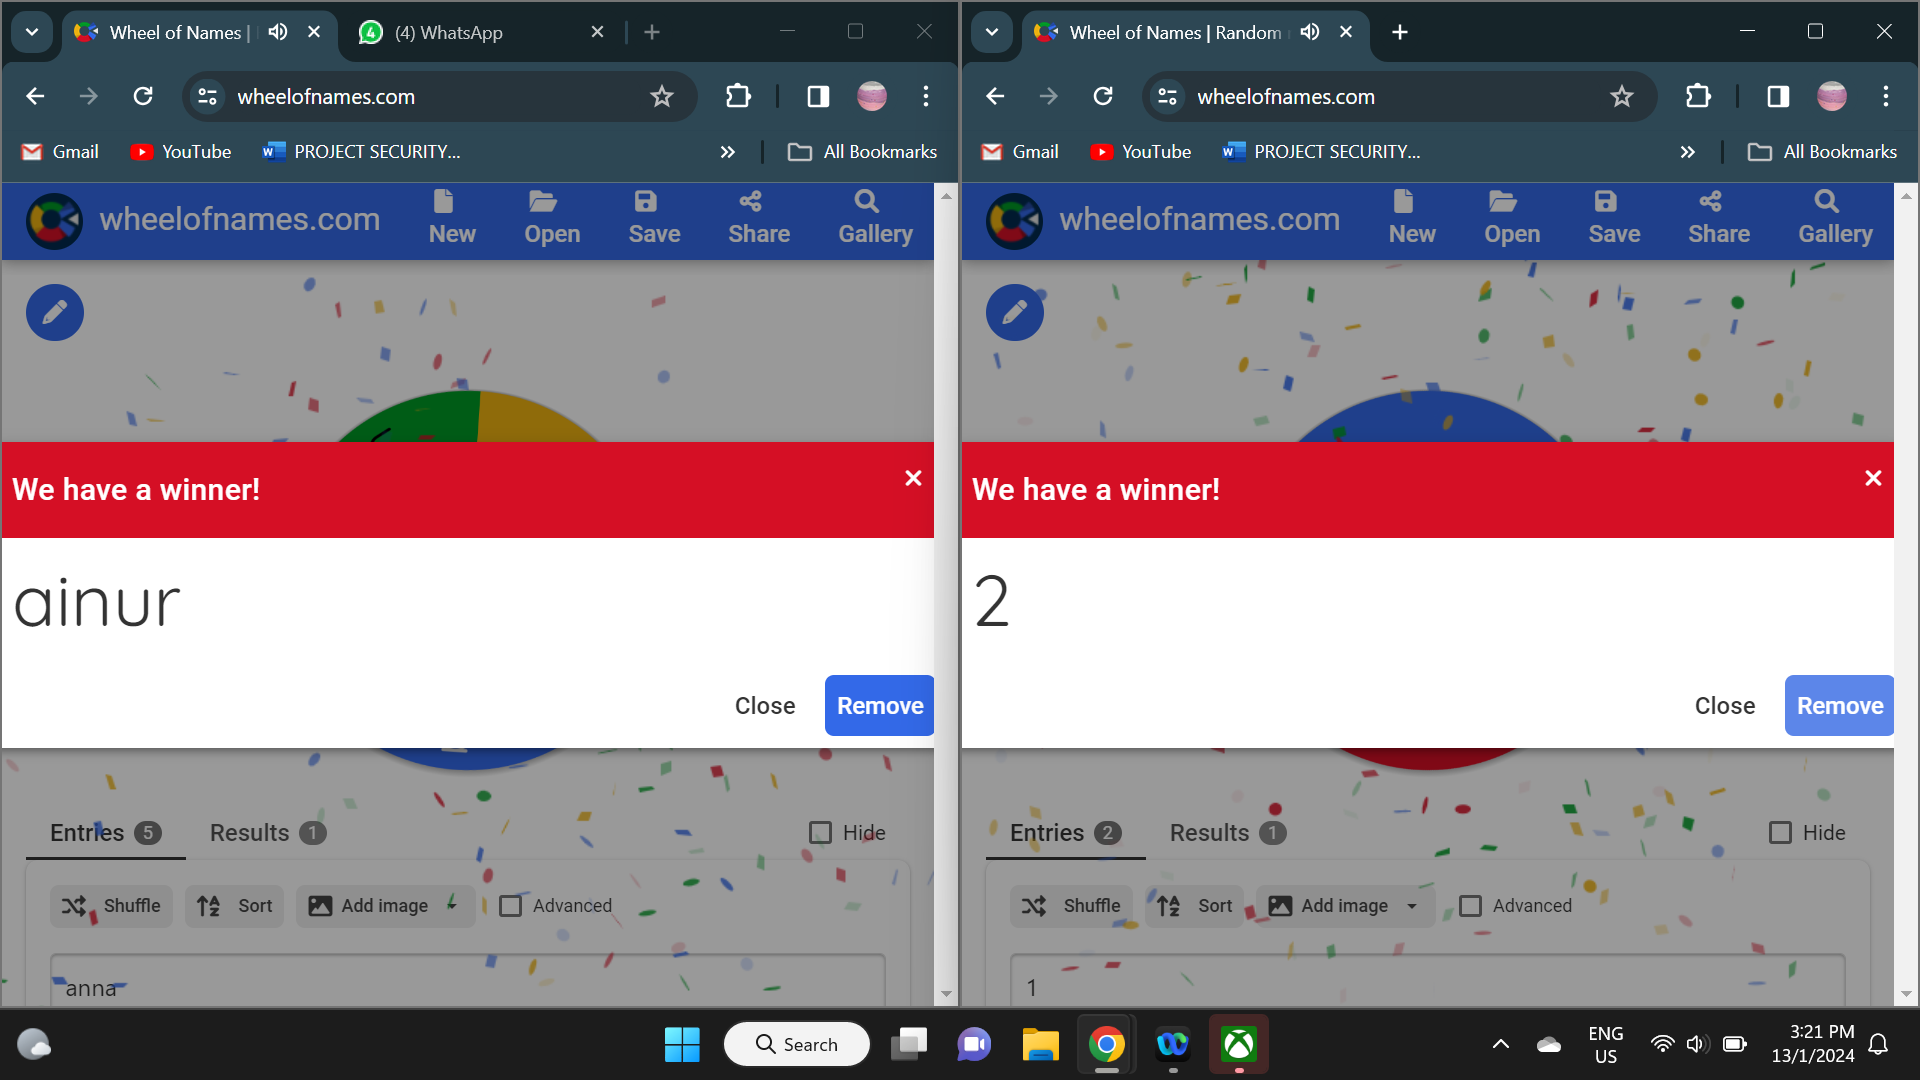 Wheel of Names |
(4) WhatsApp
wheelofnames.com
Gmail
YouTube
PROJECT SECURITY...
All Bookmarks
wheelofnames.com
New
Open
Save
Share
Gallery
We have a winner!
ainur
Close
Remove
Entries 5
Results 1
Hide
Shuffle
Sort
Add image
Advanced
anna
Wheel of Names | Random
wheelofnames.com
Gmail
YouTube
PROJECT SECURITY...
All Bookmarks
wheelofnames.com
New
Open
Save
Share
Gallery
We have a winner!
2
Close
Remove
Entries 2
Results 1
Hide
Shuffle
Sort
Add image
Advanced
1
Search
ENG
US
3:21 PM
13/1/2024